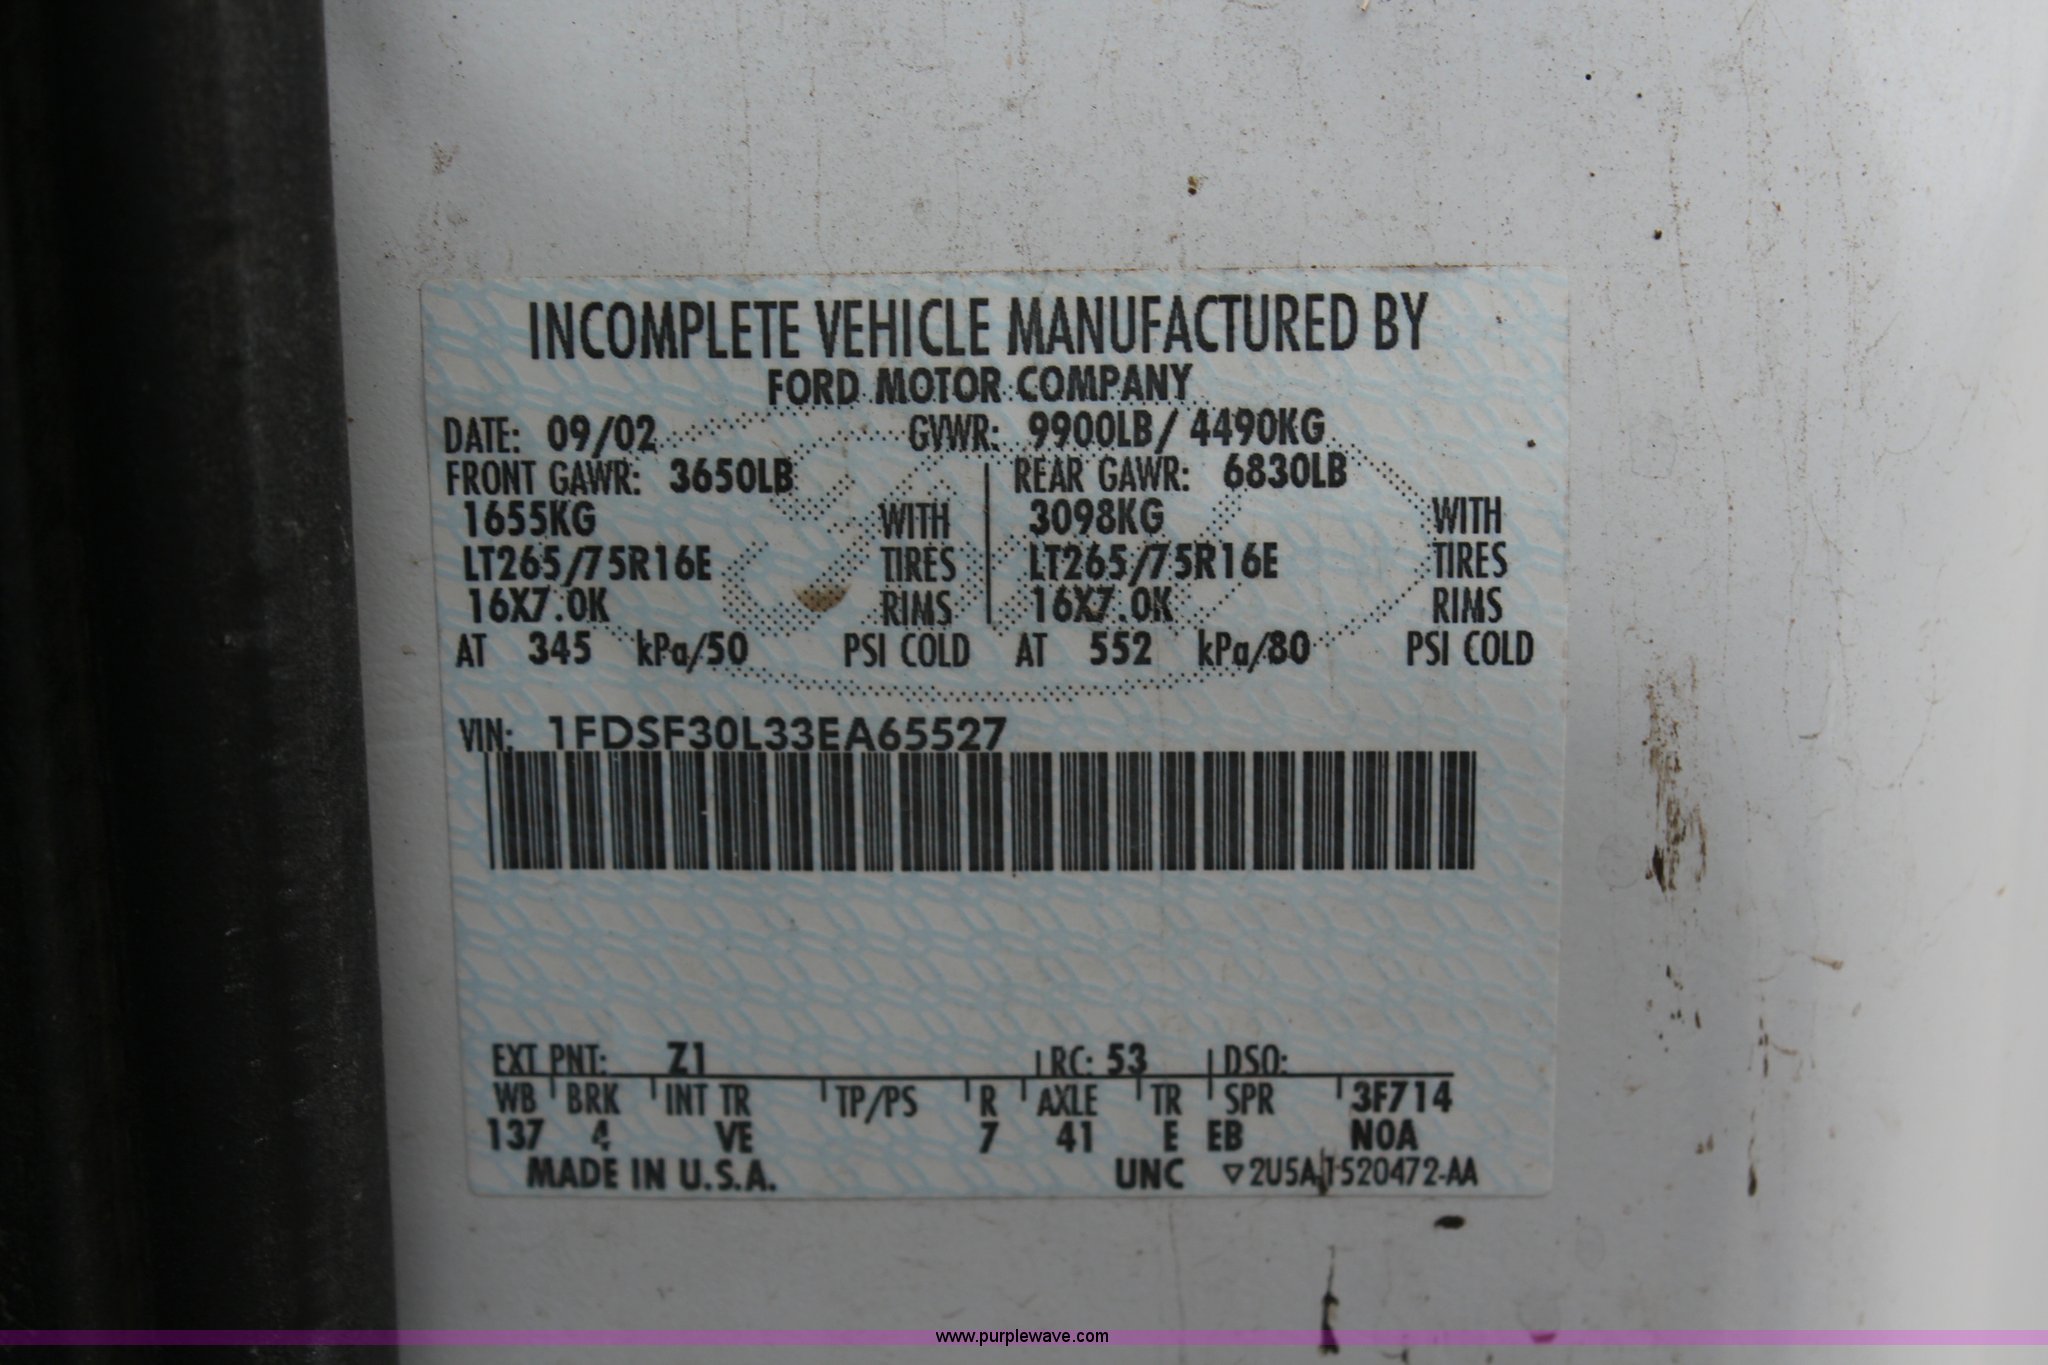 INCOMPLETE VEHICLE MANUFACTURED BY
FORD MOTOR COMPANY
DATE: 09/02 GVWR: 9900LB/ 4490KG
FRONT GAWR: 3650LB REAR GAWR: 6830LB
1655KG WITH 3098KG WITH
LT265/75R16E TIRES LT265/75R16E TIRES
16X7.0K RIMS 16X7.0K RIMS
AT 345 kPa/50 PSI COLD AT 552 kPa/80 PSI COLD
VIN: 1FDSF30L33EA65527
EXT PNT: Z1 RC: 53 DSO:
WB BRK INT TR TP/PS R AXLE TR SPR 3F714
137 4 VE 7 41 E EB N0A
MADE IN U.S.A. UNC ▽2U5A-1520472-AA
www.purplewave.com